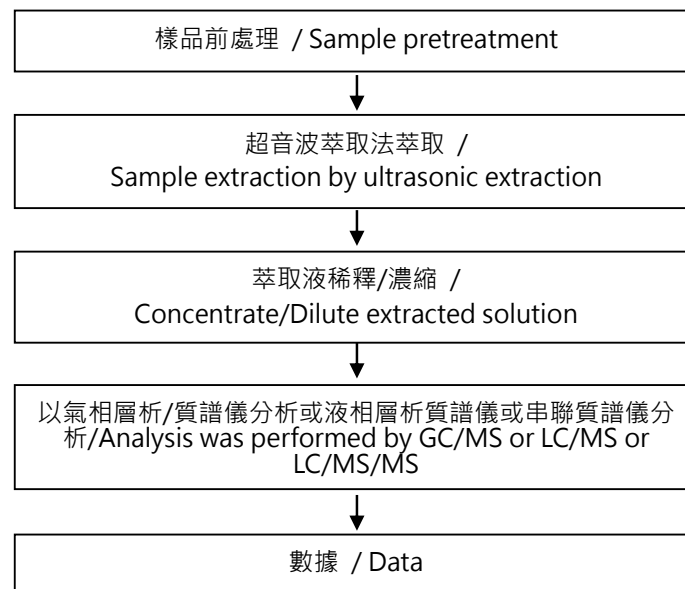 樣品前處理 / Sample pretreatment
超音波萃取法萃取 /
Sample extraction by ultrasonic extraction
萃取液稀釋/濃縮 /
Concentrate/Dilute extracted solution
以氣相層析/質譜儀分析或液相層析質譜儀或串聯質譜儀分
析/Analysis was performed by GC/MS or LC/MS or
LC/MS/MS
數據 / Data